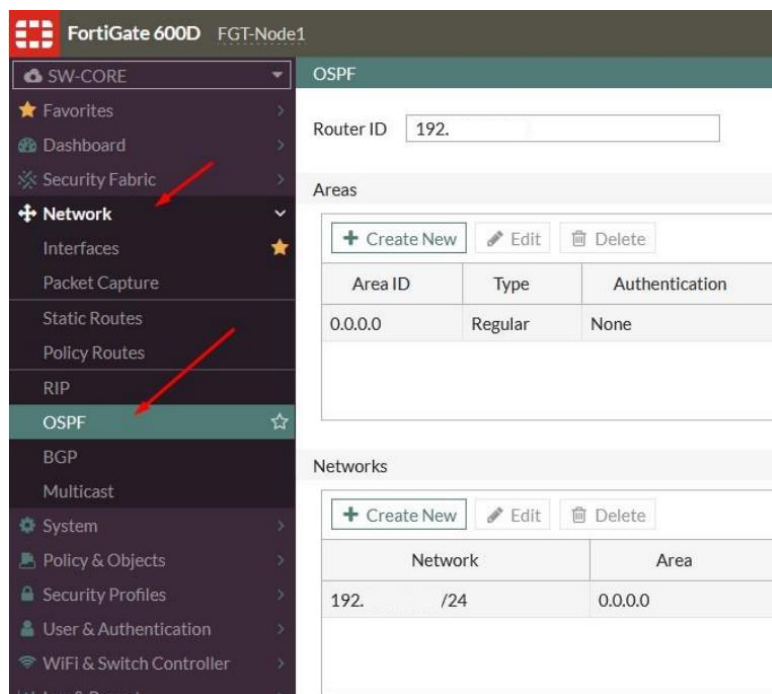 FortiGate 600D FGT-Node1
SW-CORE
Favorites
Dashboard
Security Fabric
Network
Interfaces
Packet Capture
Static Routes
Policy Routes
RIP
OSPF
BGP
Multicast
System
Policy & Objects
Security Profiles
User & Authentication
WiFi & Switch Controller
OSPF
Router ID 192.
Areas
+ Create New Edit Delete
Area ID Type Authentication
0.0.0.0 Regular None
Networks
+ Create New Edit Delete
Network Area
192. /24 0.0.0.0